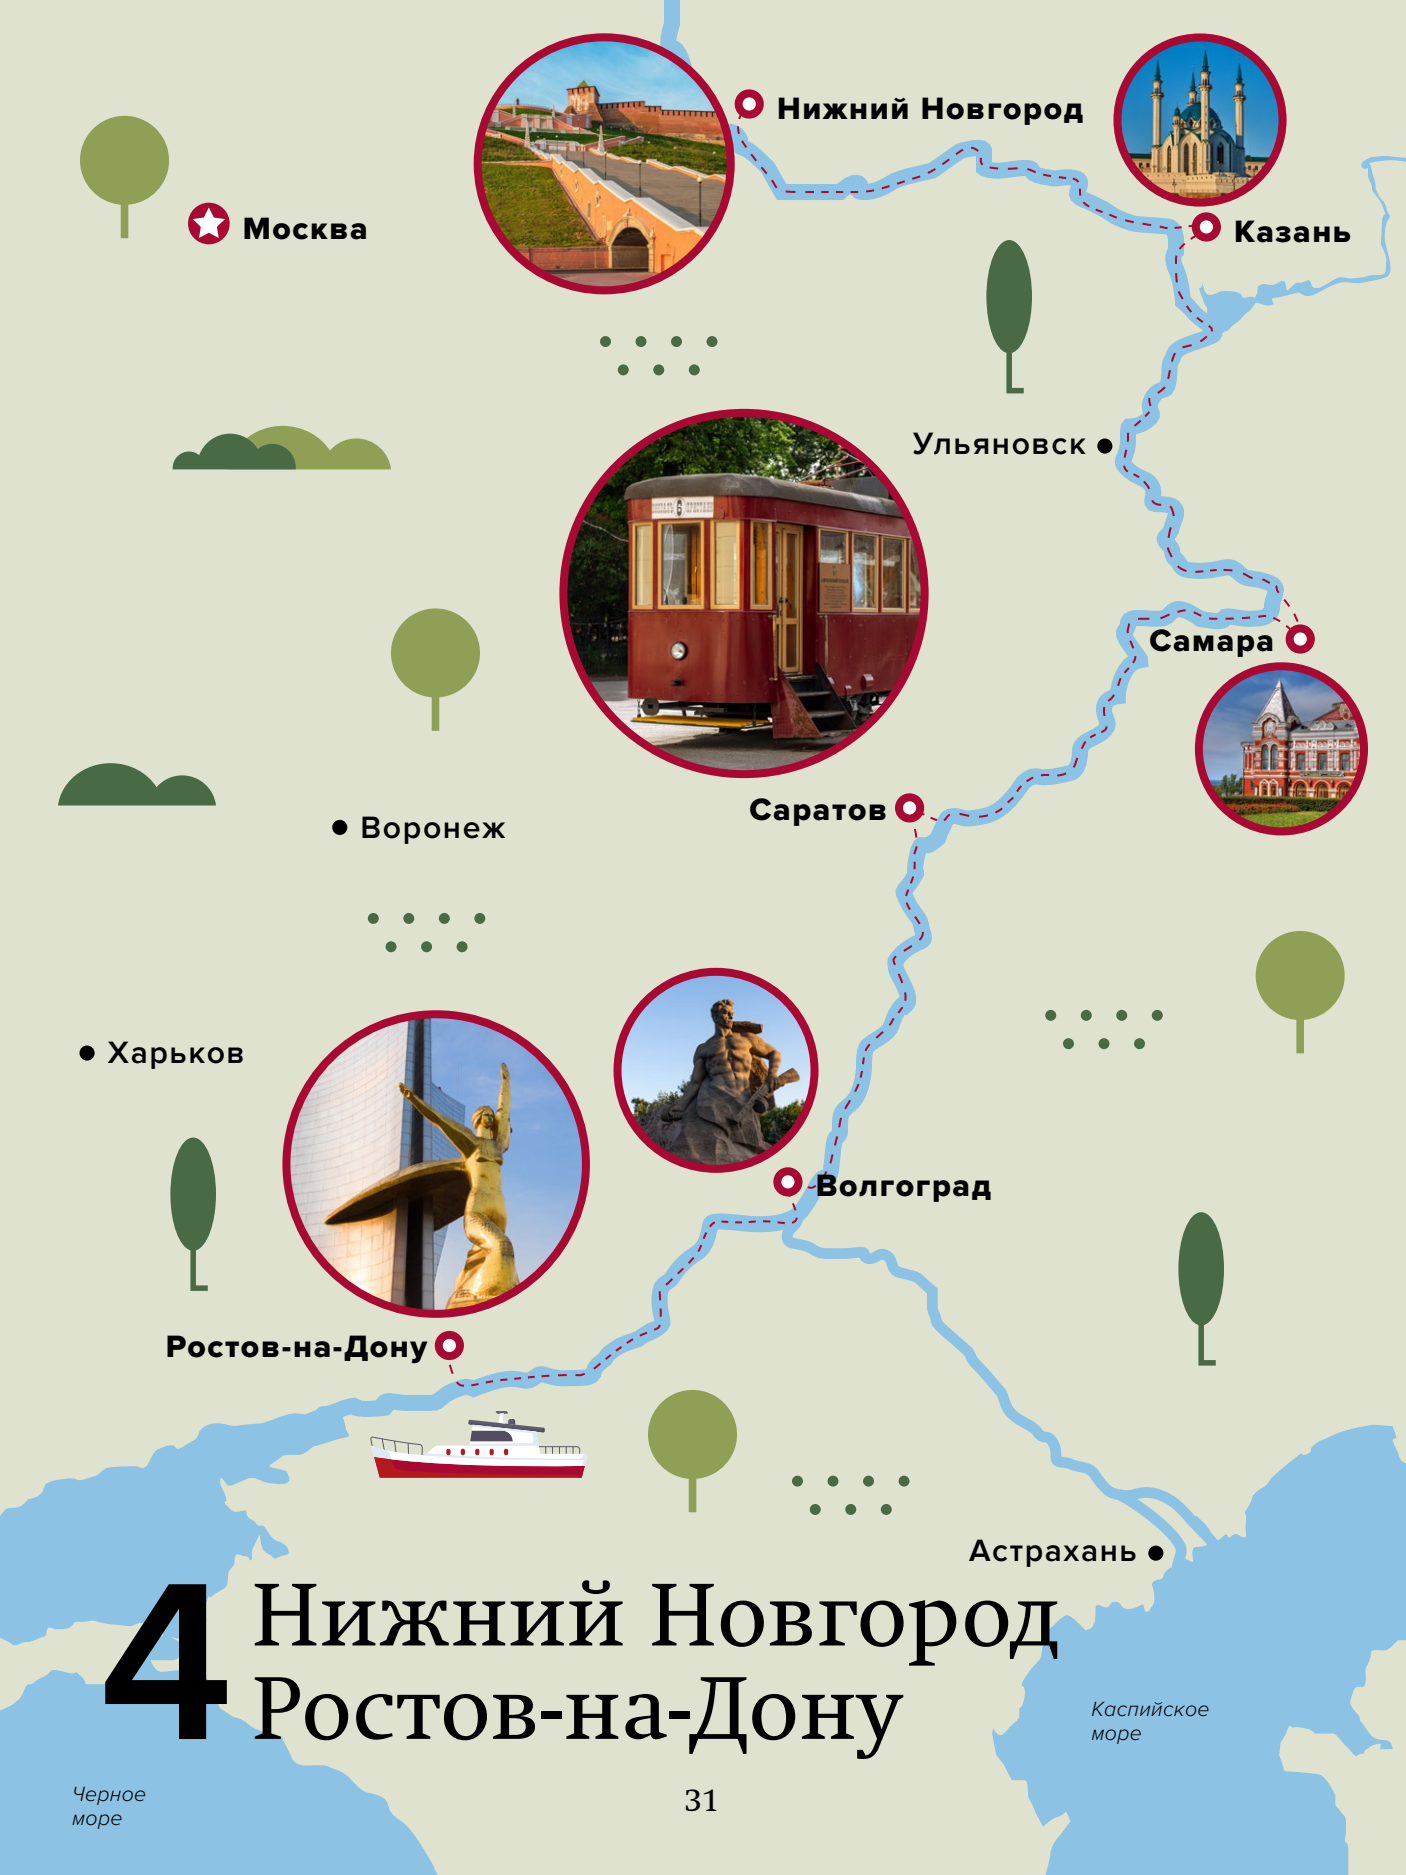 Нижний Новгород
Москва
Казань
Ульяновск
6
Самара
Саратов
Воронеж
Харьков
Волгоград
Ростов-на-Дону
Астрахань
4 Нижний Новгород
Ростов-на-Дону
Каспийское
море
Черное
море
31